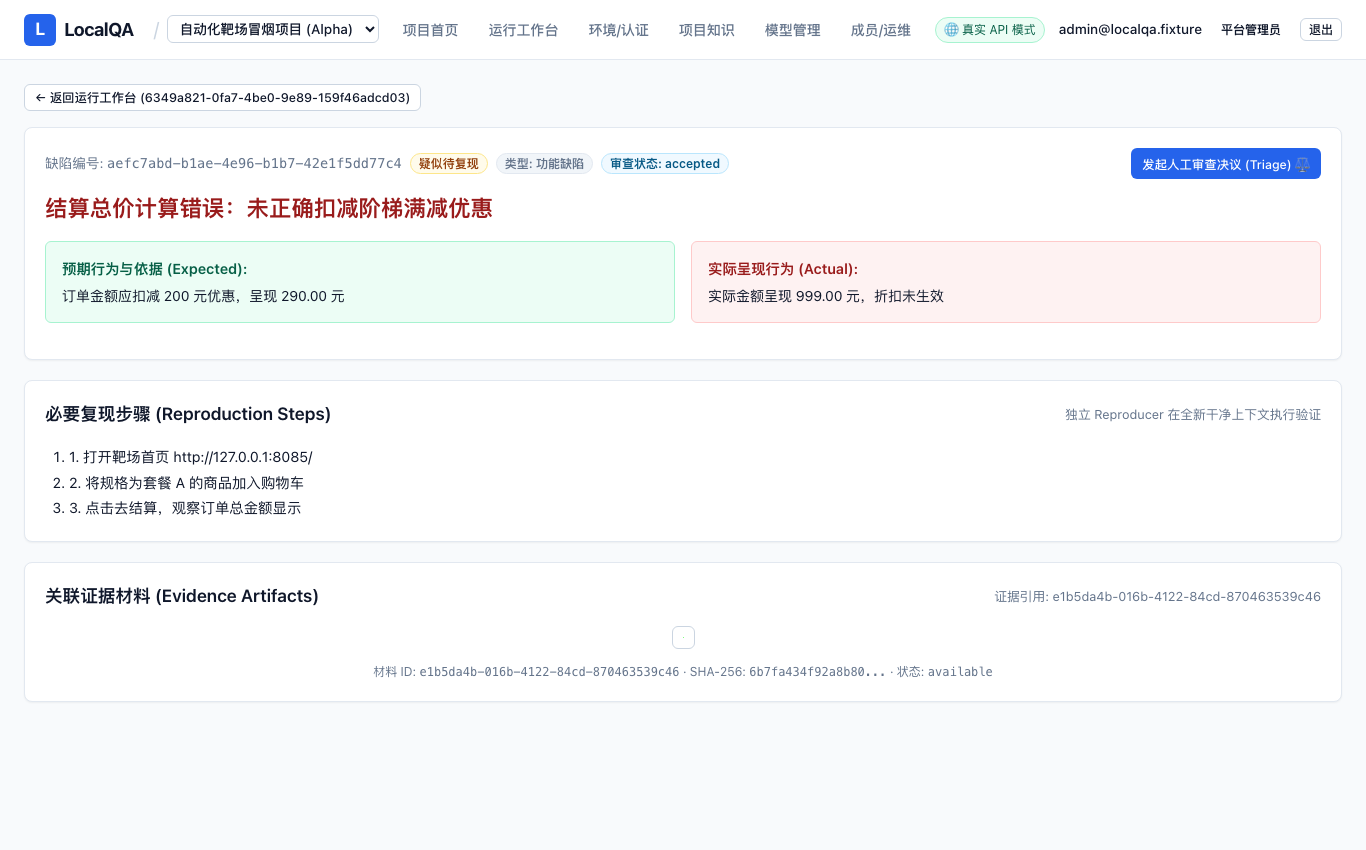 L LocalQA / 自动化靶场冒烟项目 (Alpha) 项目首页 运行工作台 环境/认证 项目知识 模型管理 成员/运维 🌐 真实 API 模式 admin@localqa.fixture 平台管理员 退出
← 返回运行工作台 (6349a821-0fa7-4be0-9e89-159f46adcd03)
缺陷编号: aefc7abd-b1ae-4e96-b1b7-42e1f5dd77c4 疑似待复现 类型: 功能缺陷 审查状态: accepted 发起人工审查决议 (Triage) ⚖️
结算总价计算错误：未正确扣减阶梯满减优惠
预期行为与依据 (Expected):
订单金额应扣减 200 元优惠，呈现 290.00 元
实际呈现行为 (Actual):
实际金额呈现 999.00 元，折扣未生效
必要复现步骤 (Reproduction Steps) 独立 Reproducer 在全新干净上下文执行验证
1. 1. 打开靶场首页 http://127.0.0.1:8085/
2. 2. 将规格为套餐 A 的商品加入购物车
3. 3. 点击去结算，观察订单总金额显示
关联证据材料 (Evidence Artifacts) 证据引用: e1b5da4b-016b-4122-84cd-870463539c46
材料 ID: e1b5da4b-016b-4122-84cd-870463539c46 · SHA-256: 6b7fa434f92a8b80... · 状态: available